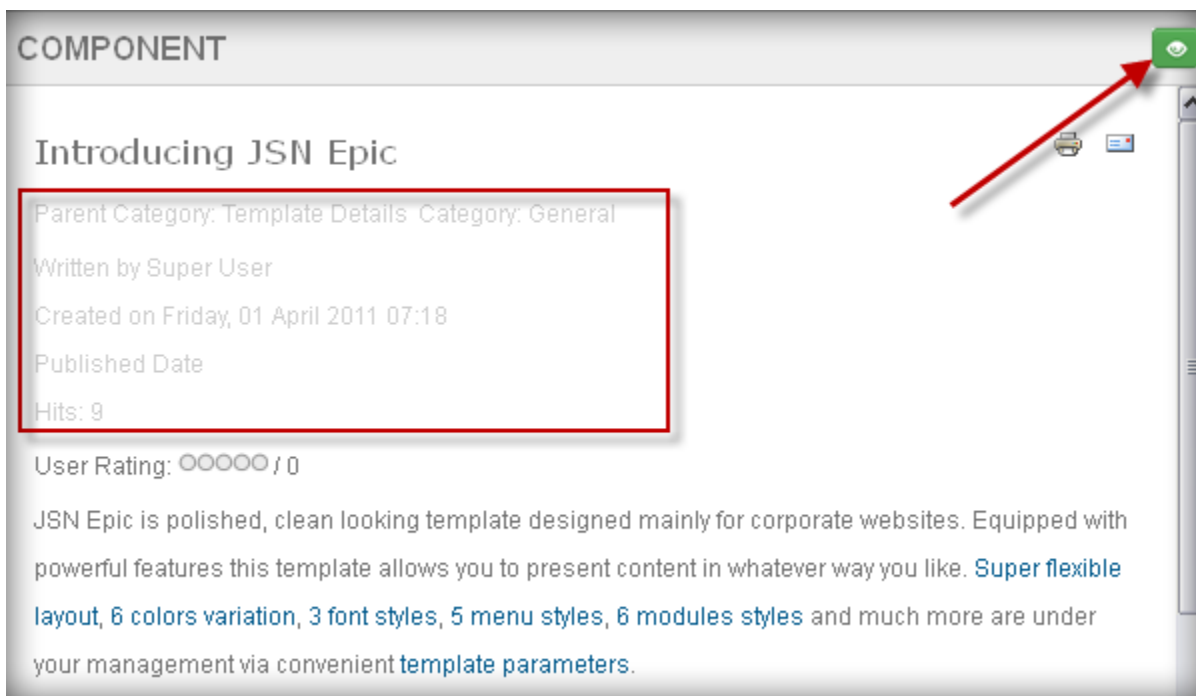 COMPONENT
Introducing JSN Epic
Parent Category: Template Details Category: General
Written by Super User
Created on Friday, 01 April 2011 07:18
Published Date
Hits: 9
User Rating: / 0
JSN Epic is polished, clean looking template designed mainly for corporate websites. Equipped with
powerful features this template allows you to present content in whatever way you like. Super flexible
layout, 6 colors variation, 3 font styles, 5 menu styles, 6 modules styles and much more are under
your management via convenient template parameters.